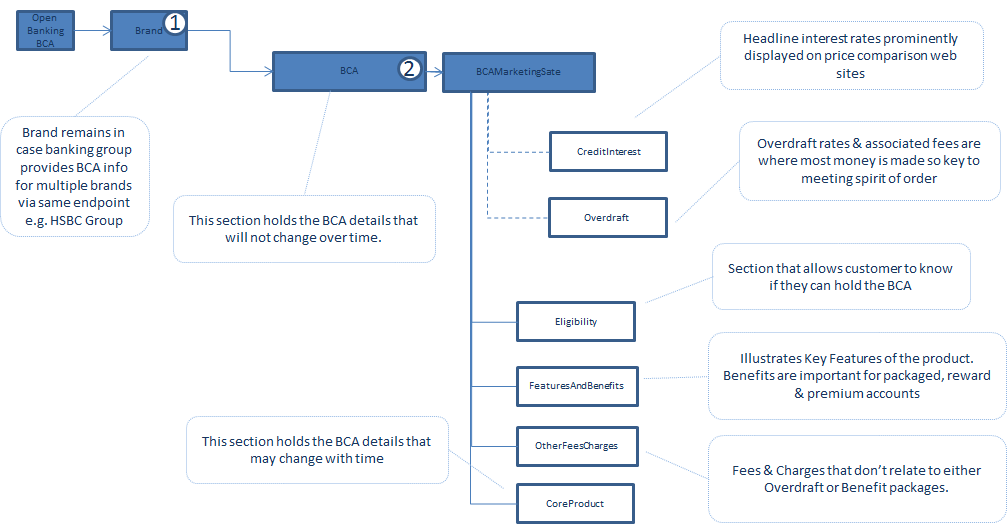 Open
Banking
BCA
Brand
1
BCA
2
BCAMarketingSate
Headline interest rates prominently
displayed on price comparison web
sites
Brand remains in
case banking group
provides BCA info
for multiple brands
via same endpoint
e.g. HSBC Group
CreditInterest
Overdraft rates & associated fees are
where most money is made so key to
meeting spirit of order
This section holds the BCA details that
will not change over time.
Overdraft
Section that allows customer to know
if they can hold the BCA
Eligibility
Illustrates Key Features of the product.
Benefits are important for packaged, reward
& premium accounts
FeaturesAndBenefits
This section holds the BCA details that
may change with time
OtherFeesCharges
Fees & Charges that don't relate to either
Overdraft or Benefit packages.
CoreProduct